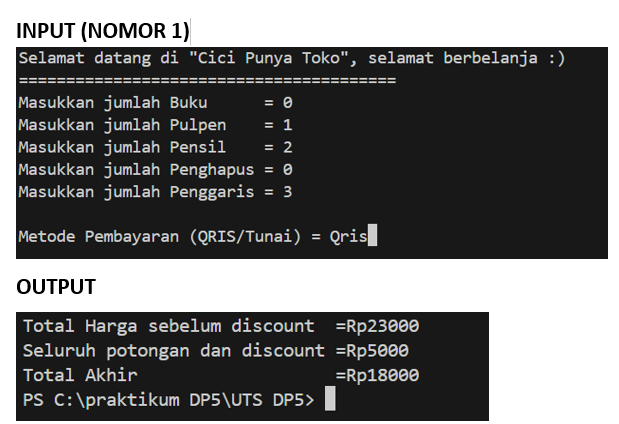 INPUT (NOMOR 1)
Selamat datang di "Cici Punya Toko", selamat berbelanja :)
========================================
Masukkan jumlah Buku      = 0
Masukkan jumlah Pulpen    = 1
Masukkan jumlah Pensil    = 2
Masukkan jumlah Penghapus = 0
Masukkan jumlah Penggaris = 3
Metode Pembayaran (QRIS/Tunai) = Qris
OUTPUT
Total Harga sebelum discount  =Rp23000
Seluruh potongan dan discount =Rp5000
Total Akhir                   =Rp18000
PS C:\praktikum DP5\UTS DP5>